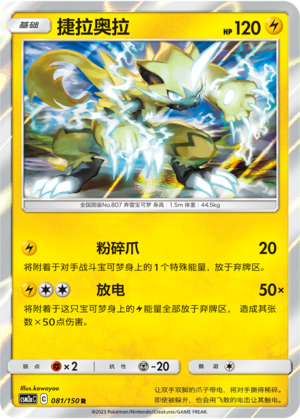 基础
捷拉奥拉
HP 120
全国图鉴No.807 奔雷宝可梦 身高：1.5m 体重：44.5kg
粉碎爪 20
将附着于对手战斗宝可梦身上的1个特殊能量，放于弃牌区。
放电 50×
将附着于这只宝可梦身上的能量全部放于弃牌区，造成其
张数×50点伤害。
弱点 ×2 抗性 -20 撤退
Illus.kawayoo
CSM2a C C 081/150 R
让双手双脚的爪子带电，将对手撕得稀碎。
即使被躲开，也会用飞散的电击让其触电。
©2023 Pokémon/Nintendo/Creatures/GAME FREAK.